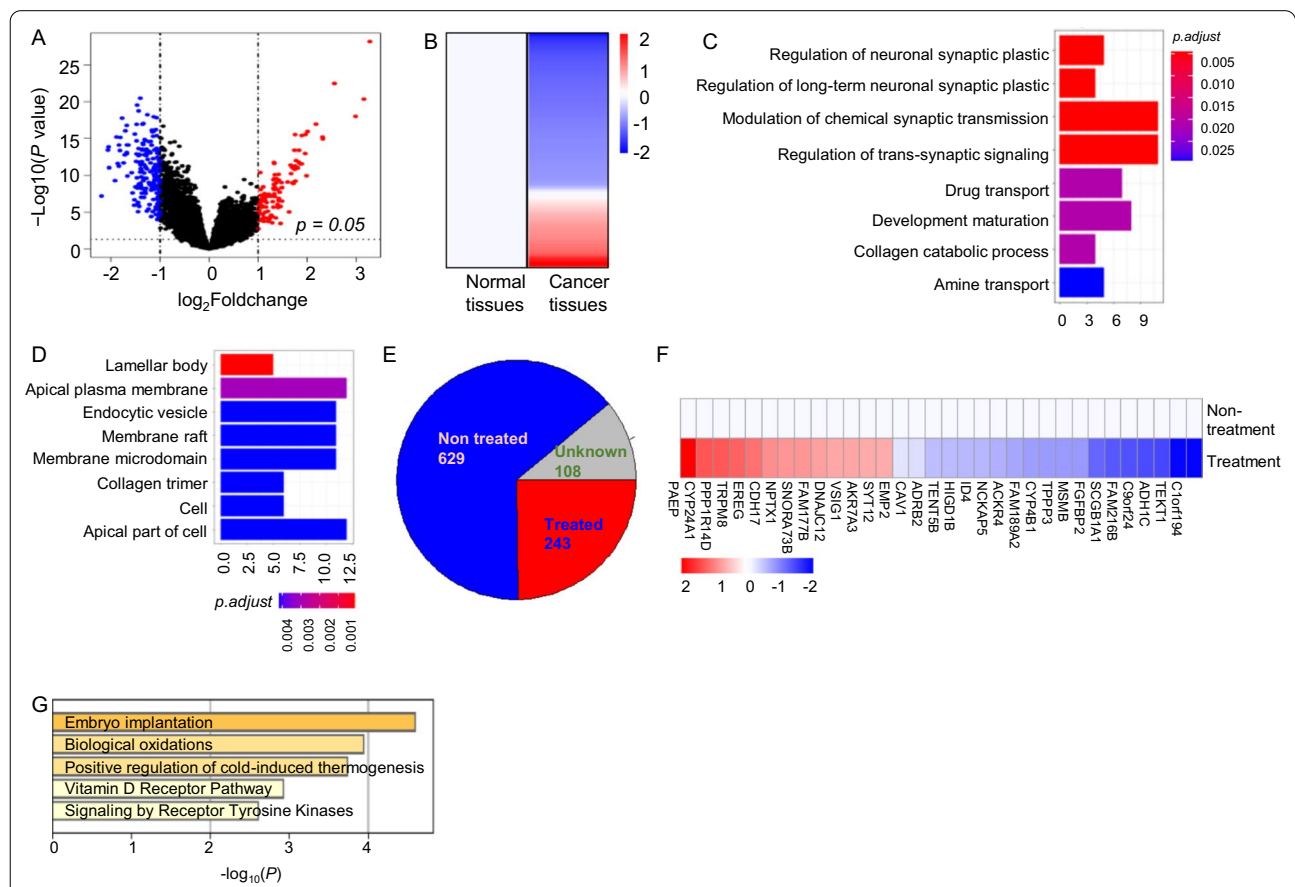 A
25
20
15
10
5
0
−Log10(P value)
p = 0.05
-2
-1
0
1
2
3
log2Foldchange
B
2
1
0
-1
-2
Normal
tissues
Cancer
tissues
C
Regulation of neuronal synaptic plastic
Regulation of long-term neuronal synaptic plastic
Modulation of chemical synaptic transmission
Regulation of trans-synaptic signaling
Drug transport
Development maturation
Collagen catabolic process
Amine transport
0
3
6
9
p.adjust
0.005
0.010
0.015
0.020
0.025
D
Lamellar body
Apical plasma membrane
Endocytic vesicle
Membrane raft
Membrane microdomain
Collagen trimer
Cell
Apical part of cell
0.0
2.5
5.0
7.5
10.0
12.5
p.adjust
0.004
0.003
0.002
0.001
E
Non treated
629
Unknown
108
Treated
243
F
Non-
treatment
Treatment
PAEP
CYP24A1
PPP1R14D
TRPM8
EREG
CDH17
NPTX1
SNORA73B
FAM177B
DNAJC12
VSIG1
AKR7A3
SYT12
EMP2
CAV1
ADRB2
TENT5B
HIGD1B
ID4
NCKAP5
ACKR4
FAM189A2
CYP4B1
TPPP3
MSMB
FGFBP2
SCGB1A1
FAM216B
C9orf24
ADH1C
TEKT1
C1orf194
2
1
0
-1
-2
G
Embryo implantation
Biological oxidations
Positive regulation of cold-induced thermogenesis
Vitamin D Receptor Pathway
Signaling by Receptor Tyrosine Kinases
0
1
2
3
4
-log10(P)